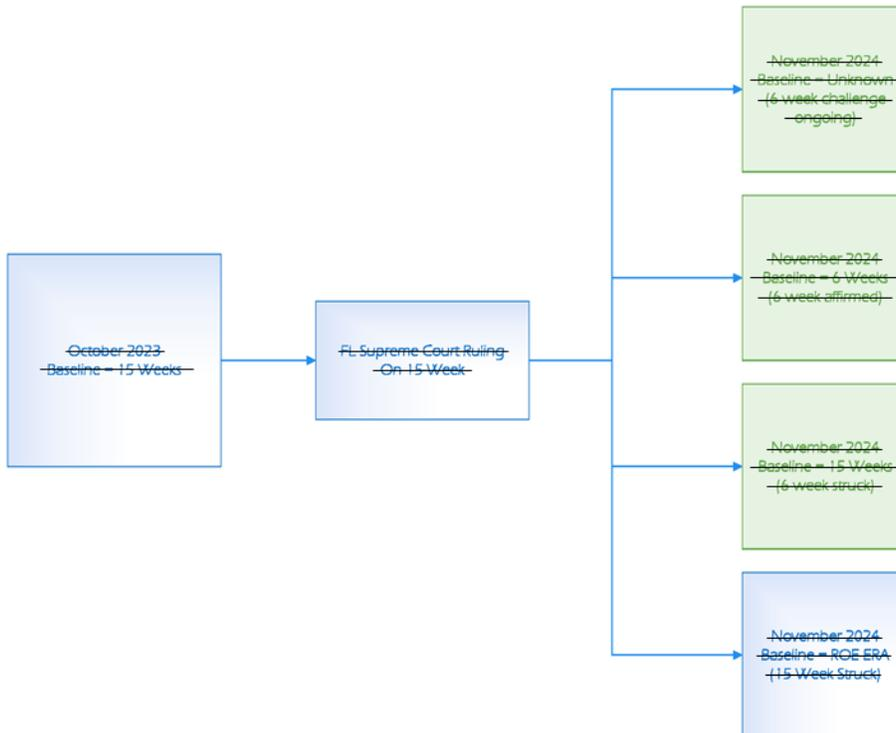 October 2023
Baseline = 15 Weeks
FL Supreme Court Ruling
On 15 Week
November 2024
Baseline = Unknown
(6 week challenge
ongoing)
November 2024
Baseline = 6 Weeks
(6 week affirmed)
November 2024
Baseline = 15 Weeks
(6 week struck)
November 2024
Baseline = ROE ERA
(15 Week Struck)